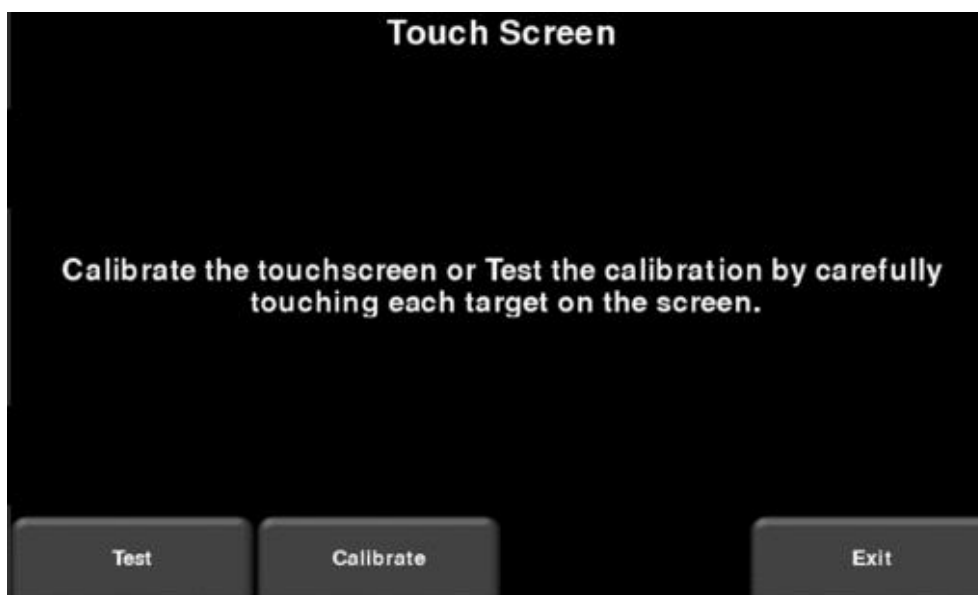 Touch Screen
Calibrate the touchscreen or Test the calibration by carefully
touching each target on the screen.
Test
Calibrate
Exit